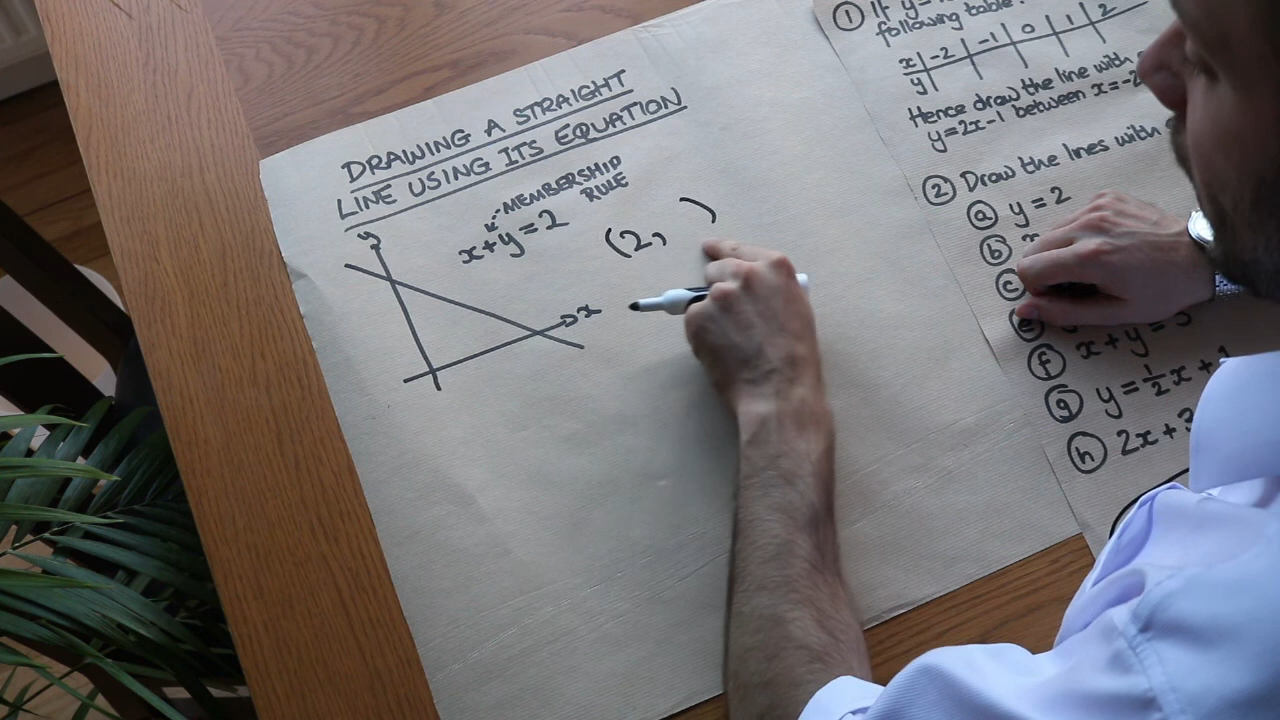 DRAWING A STRAIGHT
LINE USING ITS EQUATION
MEMBERSHIP
RULE
x+y=2
(2, )
y
x
① If y=
following table.
x -2 -1 0 1 2
y
Hence draw the line with
y=2x-1 between x=-2
② Draw the lines with
ⓐ y=2
ⓑ
ⓒ
ⓔ
ⓕ x+y=3
ⓖ y=½x+1
ⓗ 2x+3